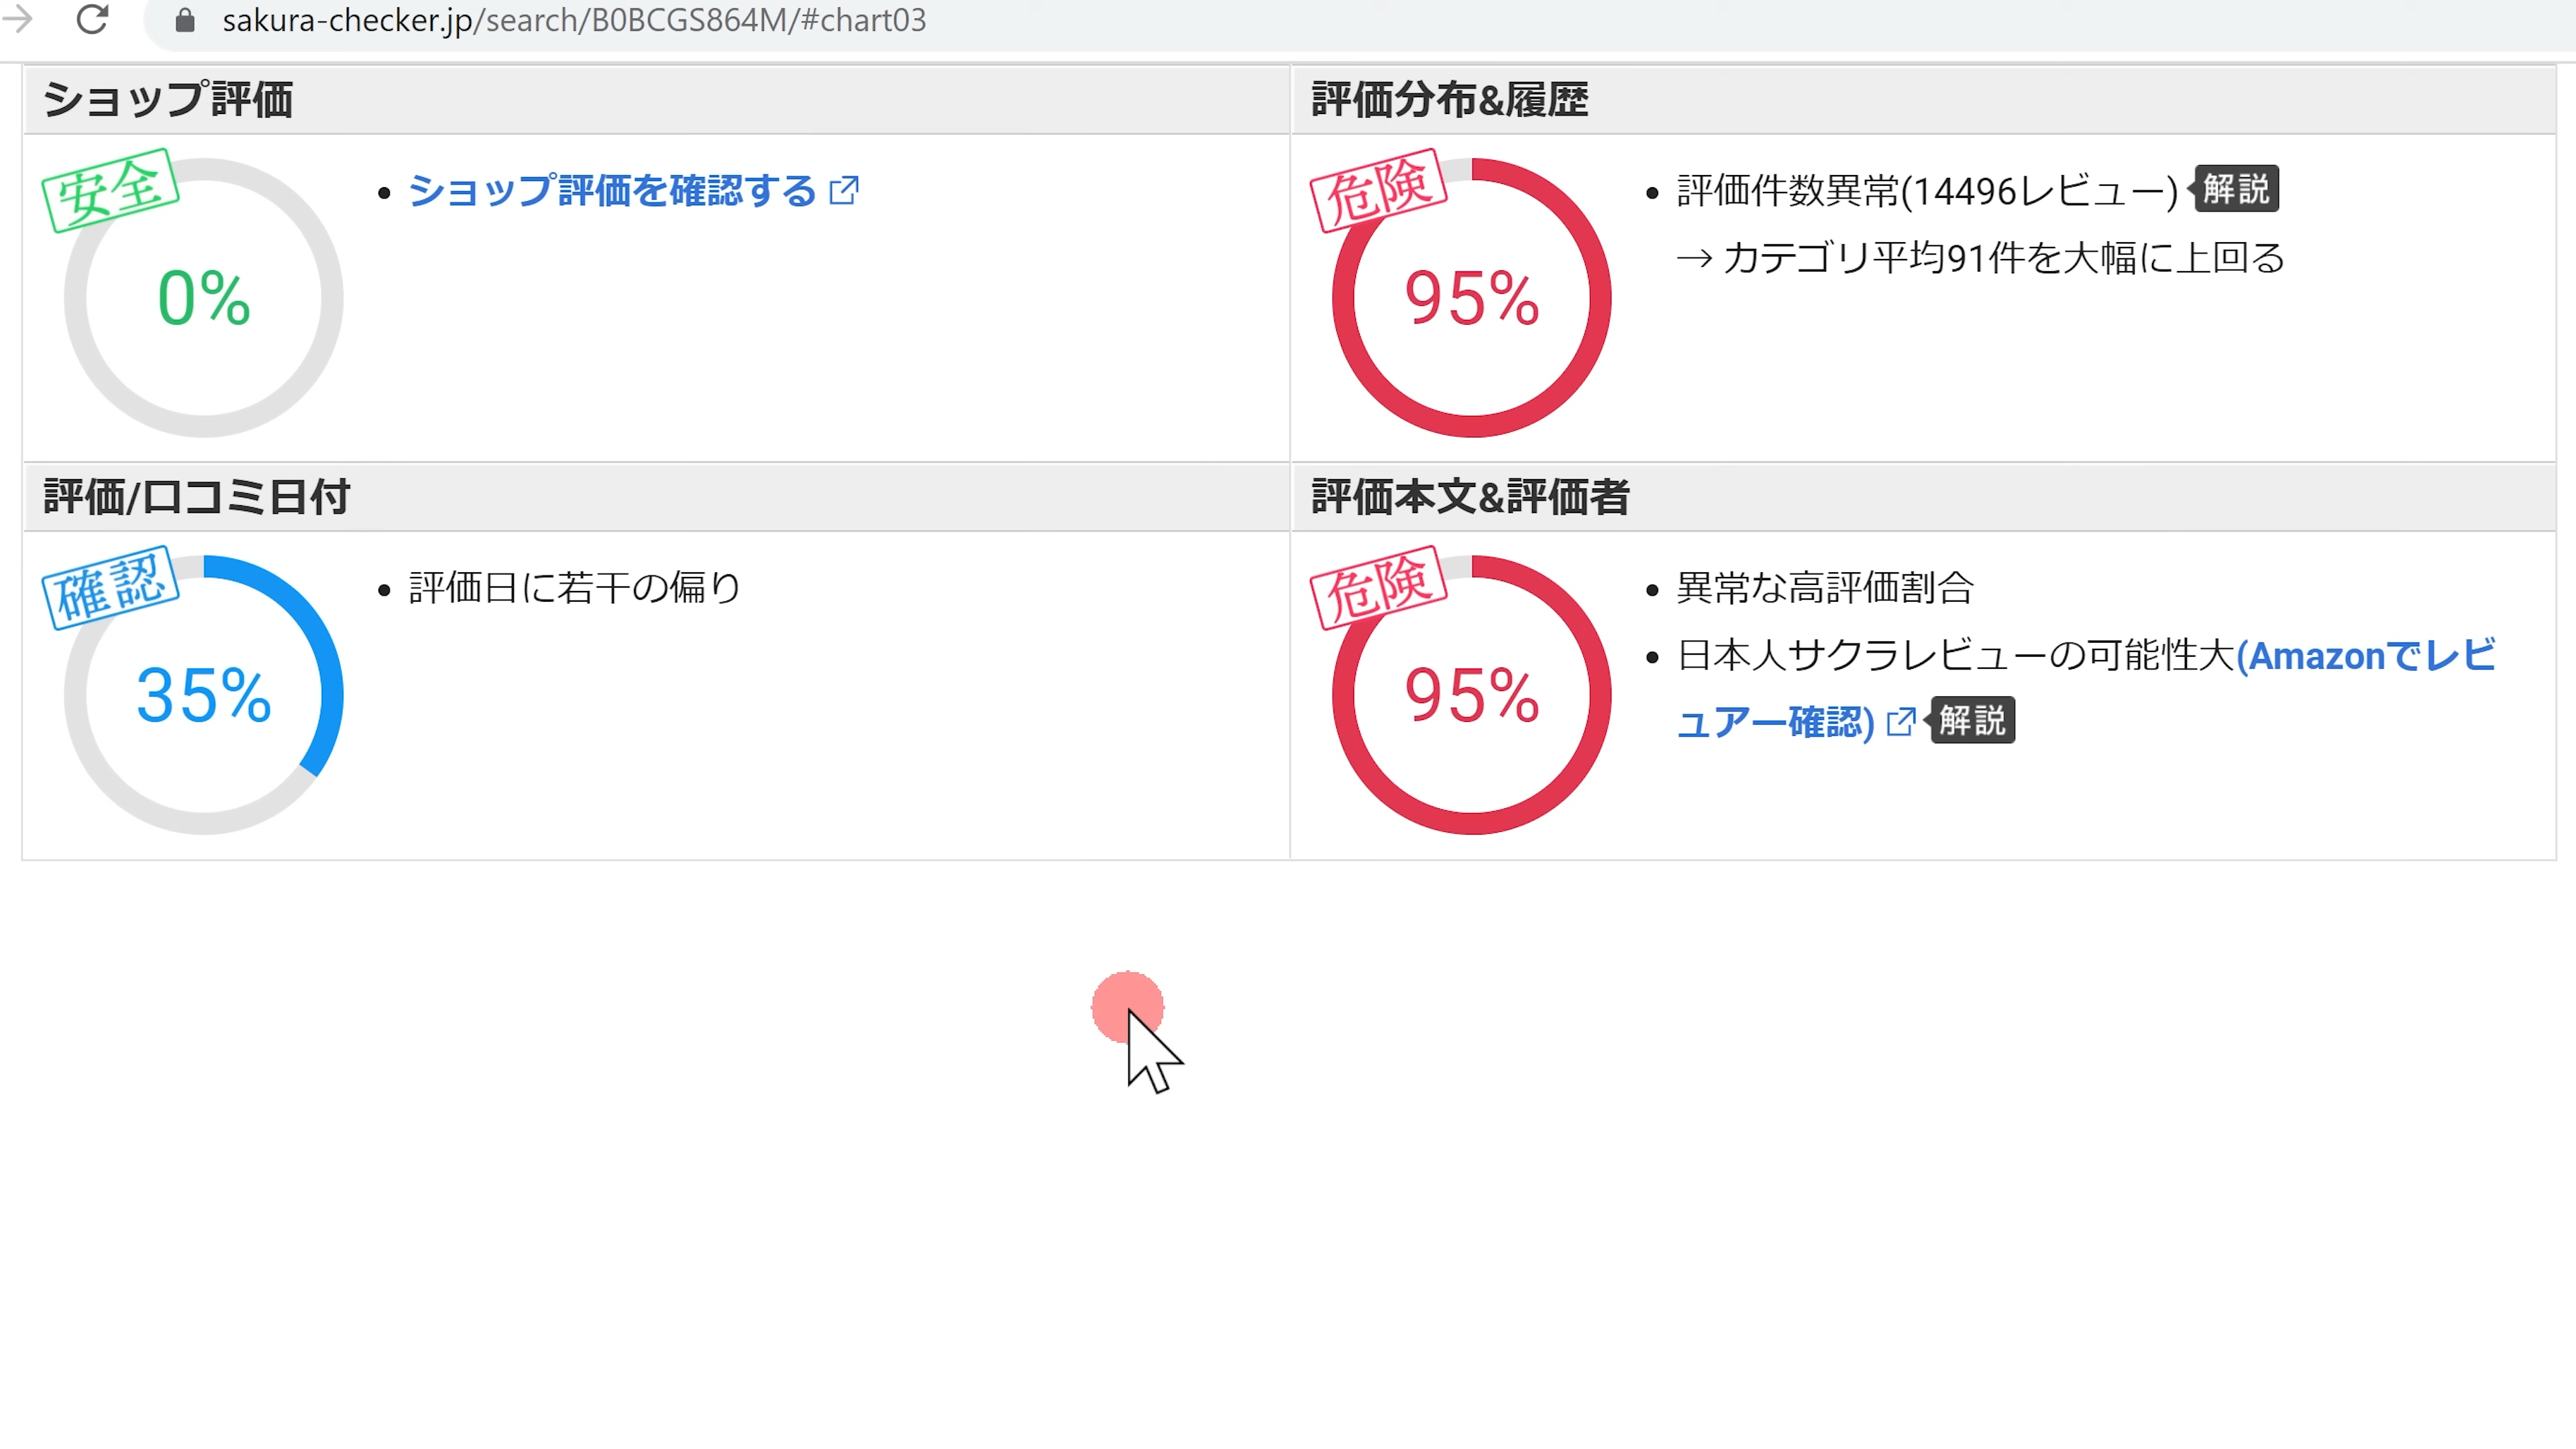 sakura-checker.jp/search/B0BCGS864M/#chart03
ショップ評価
安全
0%
ショップ評価を確認する
評価分布&履歴
危険
95%
評価件数異常(14496レビュー) 解説
→ カテゴリ平均91件を大幅に上回る
評価/口コミ日付
確認
35%
評価日に若干の偏り
評価本文&評価者
危険
95%
異常な高評価割合
日本人サクラレビューの可能性大(Amazonでレビ
ュアー確認) 解説